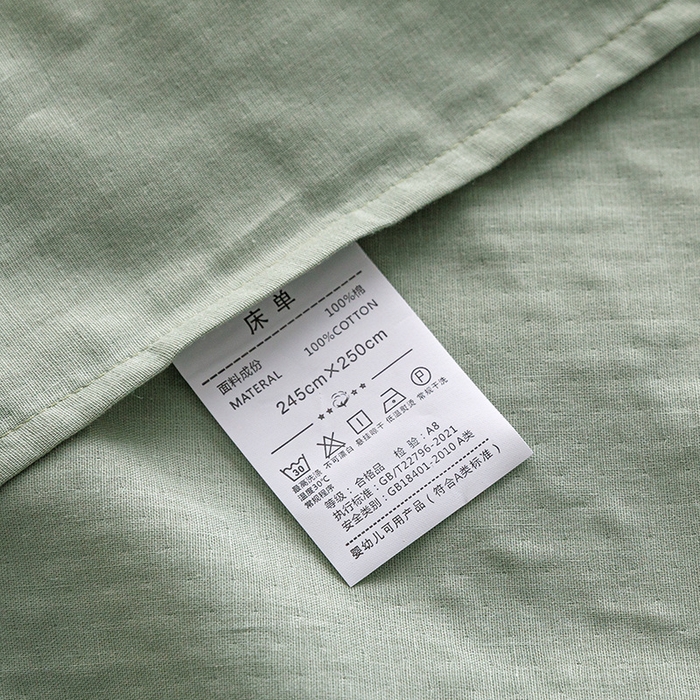 床单
面料成份 100%棉
MATERAL 100%COTTON
245cm×250cm
30
最高洗涤温度30℃常规程序
不可漂白
悬挂晾干
低温熨烫
P
常规干洗
等级：合格品 检验：A8
执行标准：GB/T22796-2021
安全类别：GB18401-2010 A类
婴幼儿可用产品（符合A类标准）